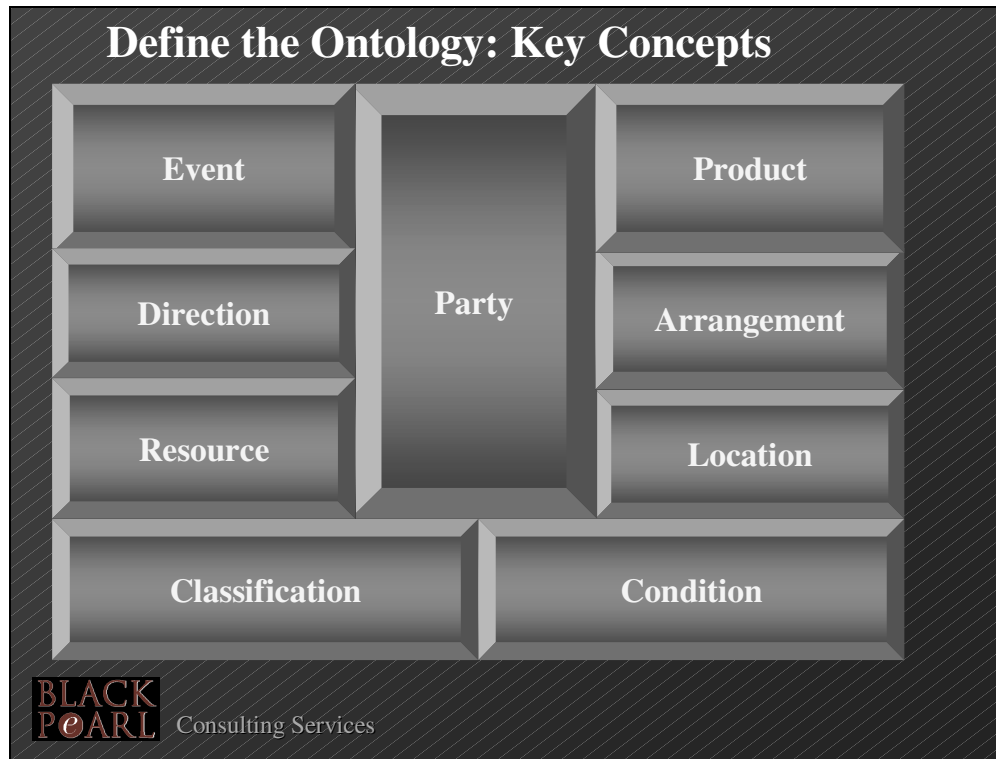 Define the Ontology: Key Concepts
Event
Party
Product
Direction
Arrangement
Resource
Location
Classification
Condition
BLACK
PeARL
Consulting Services